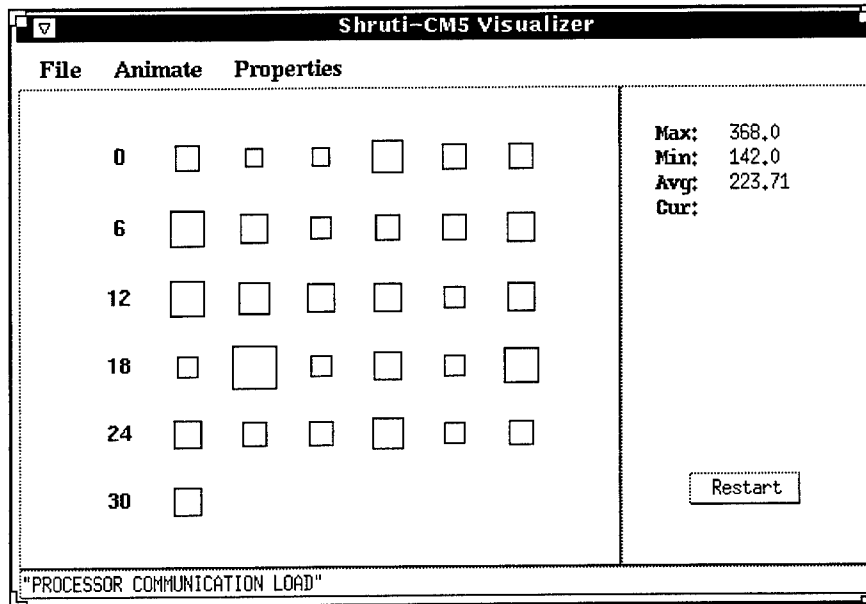 Shruti-CM5 Visualizer
File Animate Properties
0
6
12
18
24
30
Max: 368.0
Min: 142.0
Avg: 223.71
Cur:
Restart
"PROCESSOR COMMUNICATION LOAD"